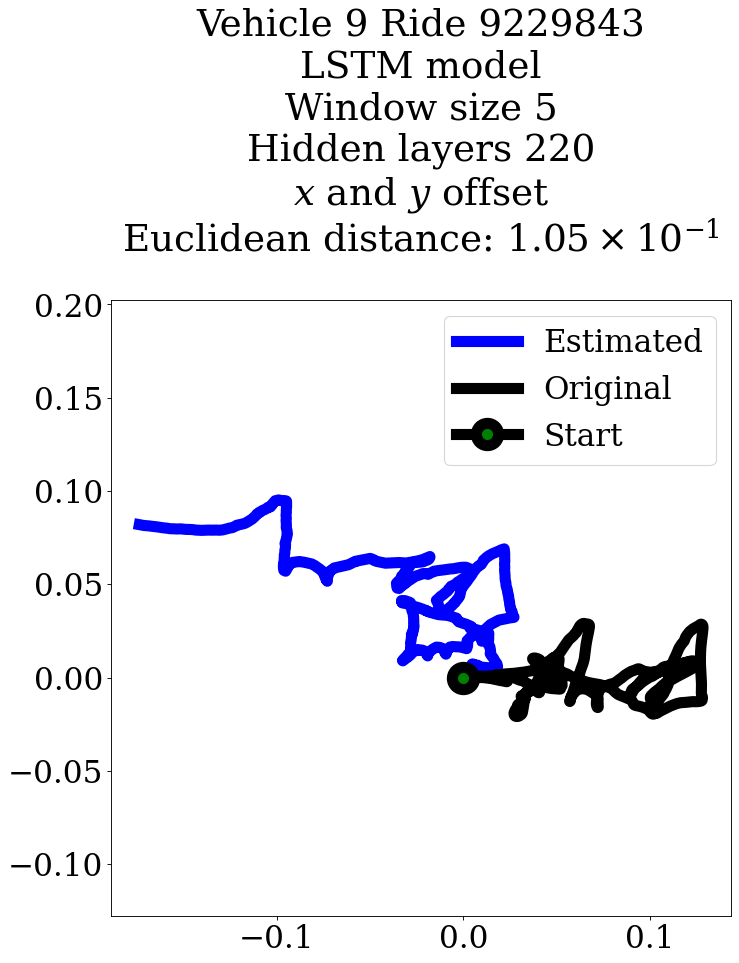 Vehicle 9 Ride 9229843
LSTM model
Window size 5
Hidden layers 220
x and y offset
Euclidean distance: 1.05 × 10⁻¹
Estimated
Original
Start
0.20
0.15
0.10
0.05
0.00
−0.05
−0.10
−0.1 0.0 0.1